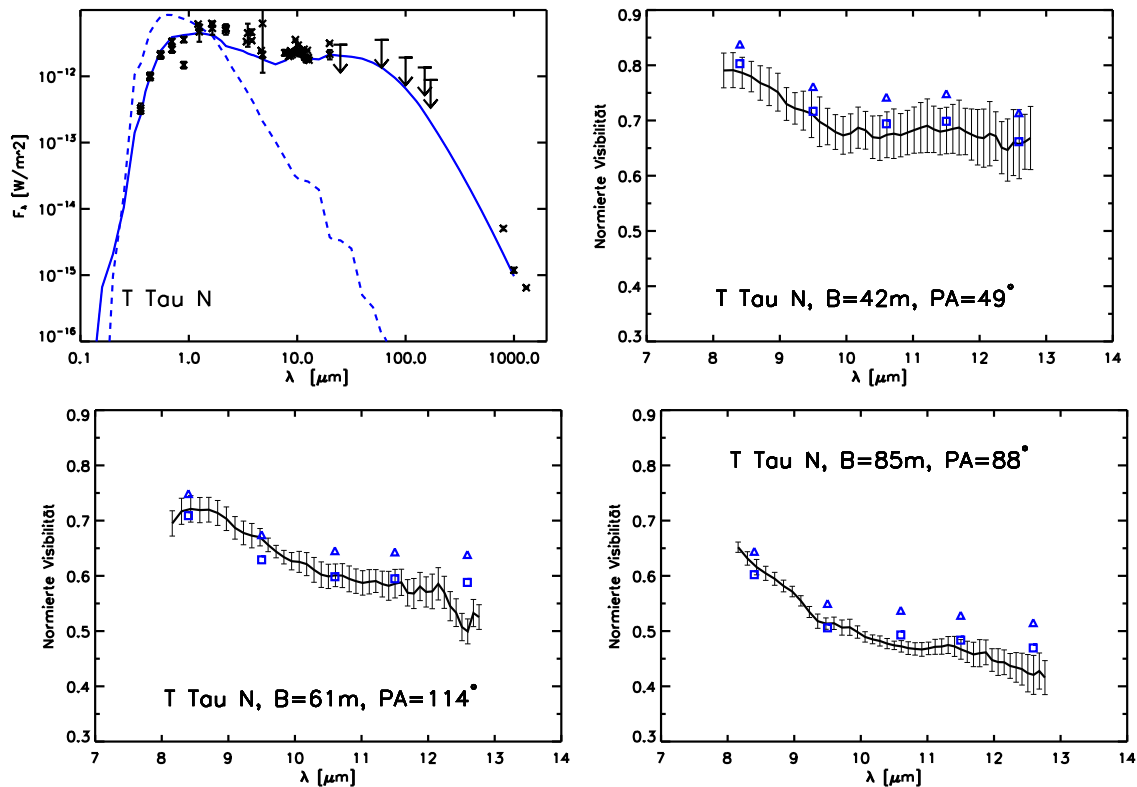 10⁻¹²
10⁻¹³
10⁻¹⁴
10⁻¹⁵
10⁻¹⁶
F_λ [W/m^2]
T Tau N
0.1 1.0 10.0 100.0 1000.0
λ [μm]
0.9
0.8
0.7
0.6
0.5
0.4
0.3
Normierte Visibilität
T Tau N, B=42m, PA=49°
7 8 9 10 11 12 13 14
λ [μm]
0.9
0.8
0.7
0.6
0.5
0.4
0.3
Normierte Visibilität
T Tau N, B=61m, PA=114°
7 8 9 10 11 12 13 14
λ [μm]
0.9
0.8
0.7
0.6
0.5
0.4
0.3
Normierte Visibilität
T Tau N, B=85m, PA=88°
7 8 9 10 11 12 13 14
λ [μm]